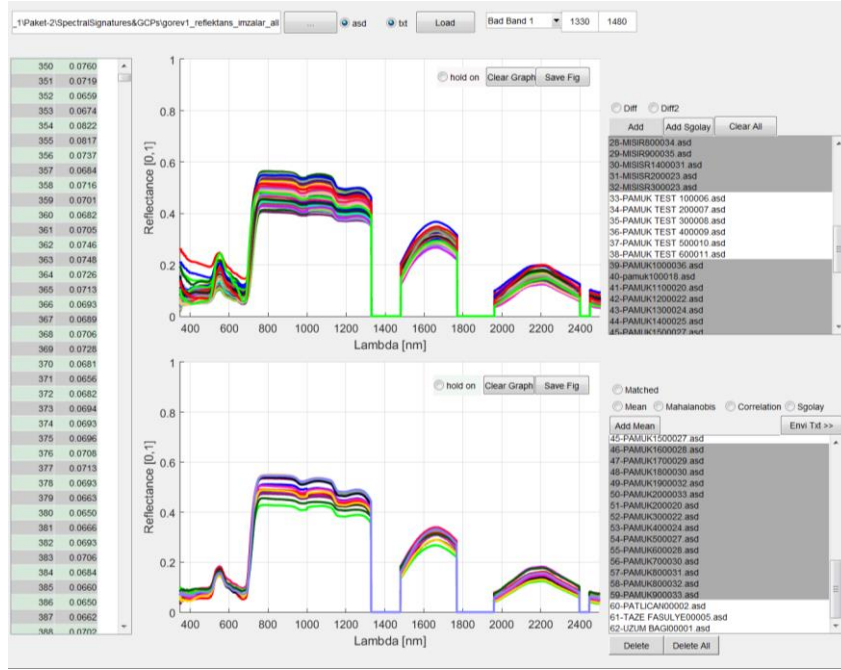 _1\Paket-2\SpectralSignatures&GCPs\gorev1_reflektans_imzalar_all ... asd txt Load Bad Band 1 1330 1480
350 0.0760
351 0.0719
352 0.0659
353 0.0674
354 0.0822
355 0.0817
356 0.0737
357 0.0684
358 0.0716
359 0.0701
360 0.0682
361 0.0705
362 0.0746
363 0.0748
364 0.0726
365 0.0713
366 0.0693
367 0.0689
368 0.0706
369 0.0728
370 0.0681
371 0.0656
372 0.0682
373 0.0694
374 0.0693
375 0.0696
376 0.0708
377 0.0713
378 0.0693
379 0.0663
380 0.0650
381 0.0666
382 0.0693
383 0.0706
384 0.0684
385 0.0660
386 0.0650
387 0.0662
388 0.0702
hold on Clear Graph Save Fig
Reflectance [0,1]
1
0.8
0.6
0.4
0.2
0
400 600 800 1000 1200 1400 1600 1800 2000 2200 2400
Lambda [nm]
Diff Diff2
Add Add Sgolay Clear All
28-MISIR800034.asd
29-MISIR900035.asd
30-MISIR1400031.asd
31-MISIR200023.asd
32-MISIR300023.asd
33-PAMUK TEST 100006.asd
34-PAMUK TEST 200007.asd
35-PAMUK TEST 300008.asd
36-PAMUK TEST 400009.asd
37-PAMUK TEST 500010.asd
38-PAMUK TEST 600011.asd
39-PAMUK1000036.asd
40-pamuk100018.asd
41-PAMUK1100020.asd
42-PAMUK1200022.asd
43-PAMUK1300024.asd
44-PAMUK1400025.asd
45-PAMUK1500027.asd
hold on Clear Graph Save Fig
Reflectance [0,1]
1
0.8
0.6
0.4
0.2
0
400 600 800 1000 1200 1400 1600 1800 2000 2200 2400
Lambda [nm]
Matched
Mean Mahalanobis Correlation Sgolay
Add Mean Envi Txt >>
45-PAMUK1500027.asd
46-PAMUK1600028.asd
47-PAMUK1700029.asd
48-PAMUK1800030.asd
49-PAMUK1900032.asd
50-PAMUK2000033.asd
51-PAMUK200020.asd
52-PAMUK300022.asd
53-PAMUK400024.asd
54-PAMUK500027.asd
55-PAMUK600028.asd
56-PAMUK700030.asd
57-PAMUK800031.asd
58-PAMUK800032.asd
59-PAMUK900033.asd
60-PATLICAN00002.asd
61-TAZE FASULYE00005.asd
62-UZUM BAGI00001.asd
Delete Delete All